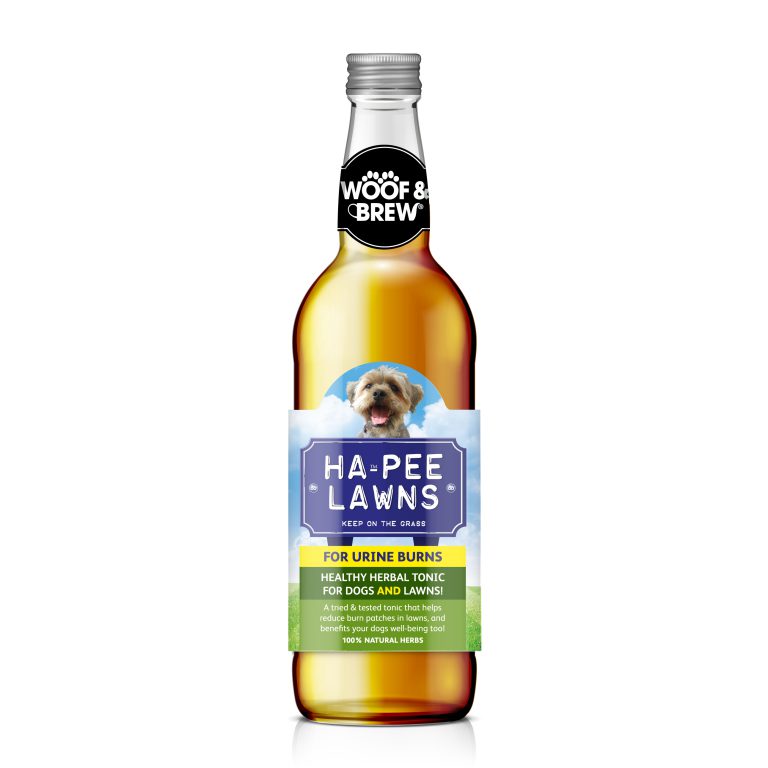 WOOF &
BREW®
HA-PEE™
LAWNS
KEEP ON THE GRASS
FOR URINE BURNS
HEALTHY HERBAL TONIC
FOR DOGS AND LAWNS!
A tried & tested tonic that helps
reduce burn patches in lawns, and
benefits your dogs well-being too!
100% NATURAL HERBS